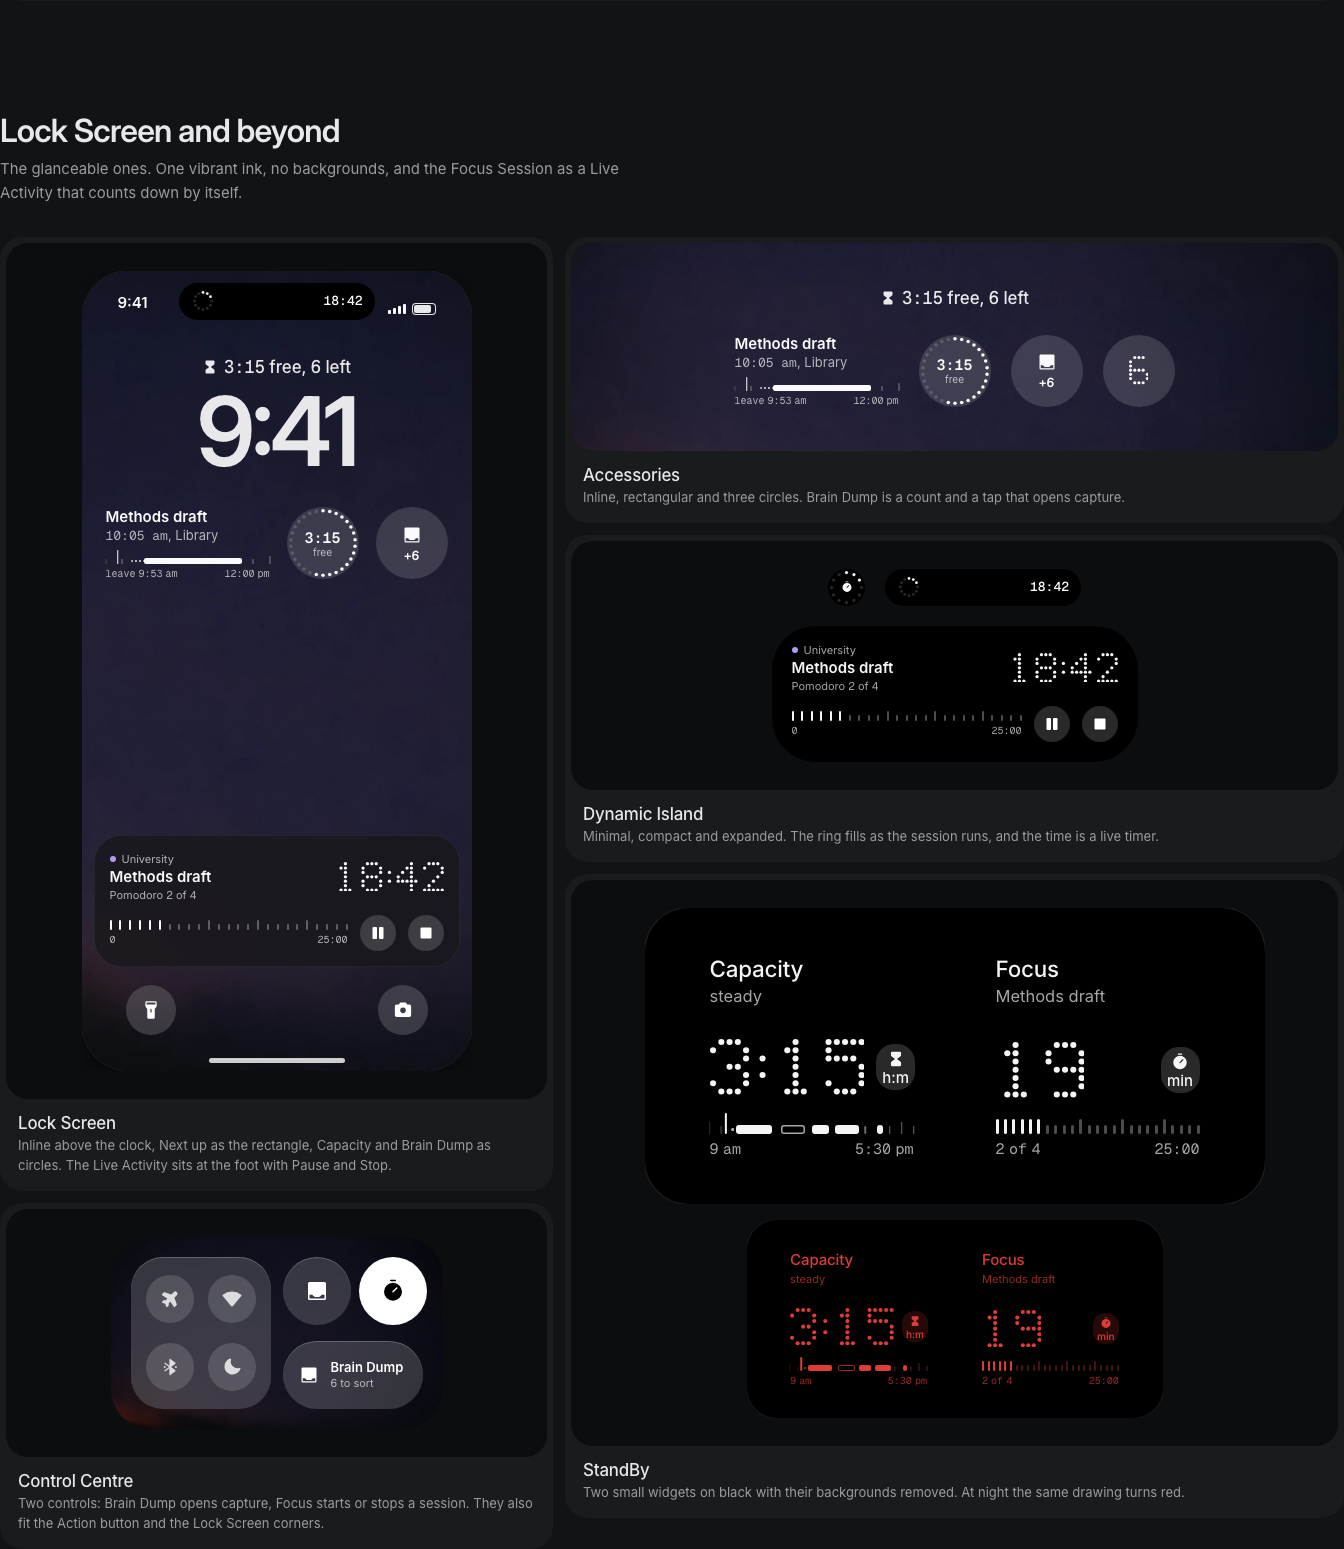 Lock Screen and beyond
The glanceable ones. One vibrant ink, no backgrounds, and the Focus Session as a Live
Activity that counts down by itself.
9:41
18:42
3:15 free, 6 left
9:41
Methods draft
10:05 am, Library
leave 9:53 am
12:00 pm
3:15
free
+6
University
Methods draft
Pomodoro 2 of 4
18:42
0
25:00
Lock Screen
Inline above the clock, Next up as the rectangle, Capacity and Brain Dump as
circles. The Live Activity sits at the foot with Pause and Stop.
Brain Dump
6 to sort
Control Centre
Two controls: Brain Dump opens capture, Focus starts or stops a session. They also
fit the Action button and the Lock Screen corners.
3:15 free, 6 left
Methods draft
10:05 am, Library
leave 9:53 am
12:00 pm
3:15
free
+6
6
Accessories
Inline, rectangular and three circles. Brain Dump is a count and a tap that opens capture.
18:42
University
Methods draft
Pomodoro 2 of 4
18:42
0
25:00
Dynamic Island
Minimal, compact and expanded. The ring fills as the session runs, and the time is a live timer.
Capacity
steady
3:15
h:m
9 am
5:30 pm
Focus
Methods draft
19
min
2 of 4
25:00
Capacity
steady
3:15
h:m
9 am
5:30 pm
Focus
Methods draft
19
min
2 of 4
25:00
StandBy
Two small widgets on black with their backgrounds removed. At night the same drawing turns red.